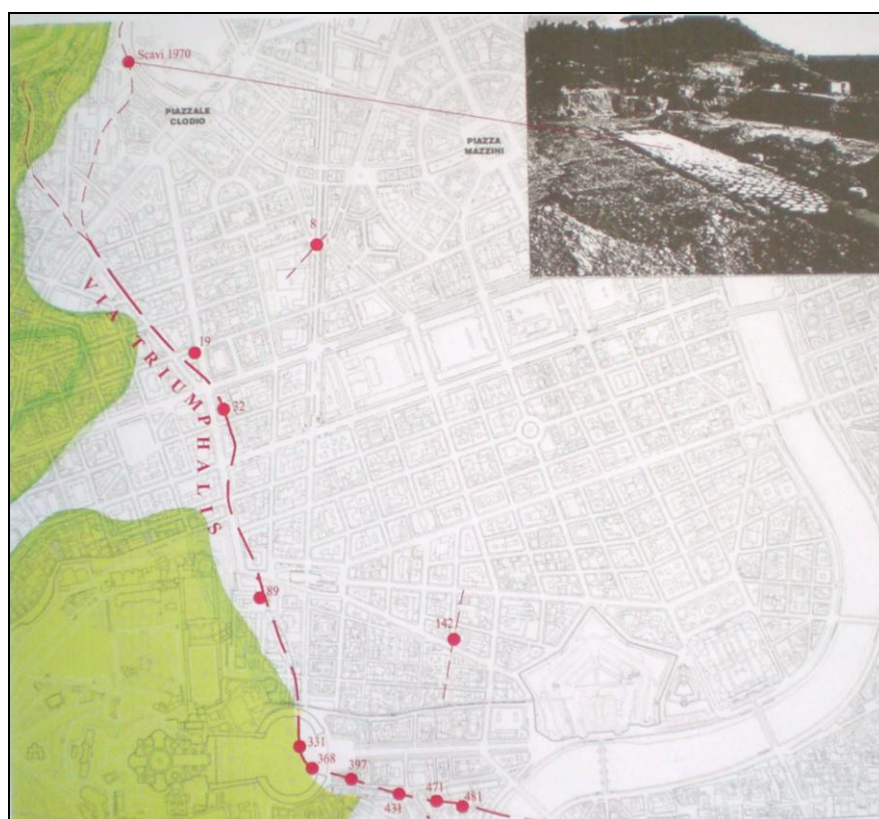 Scavi 1970
PIAZZALE
CLODIO
PIAZZA
MAZZINI
8
19
32
VIA TRIUMPHALIS
89
142
331
368
397
431
471
481